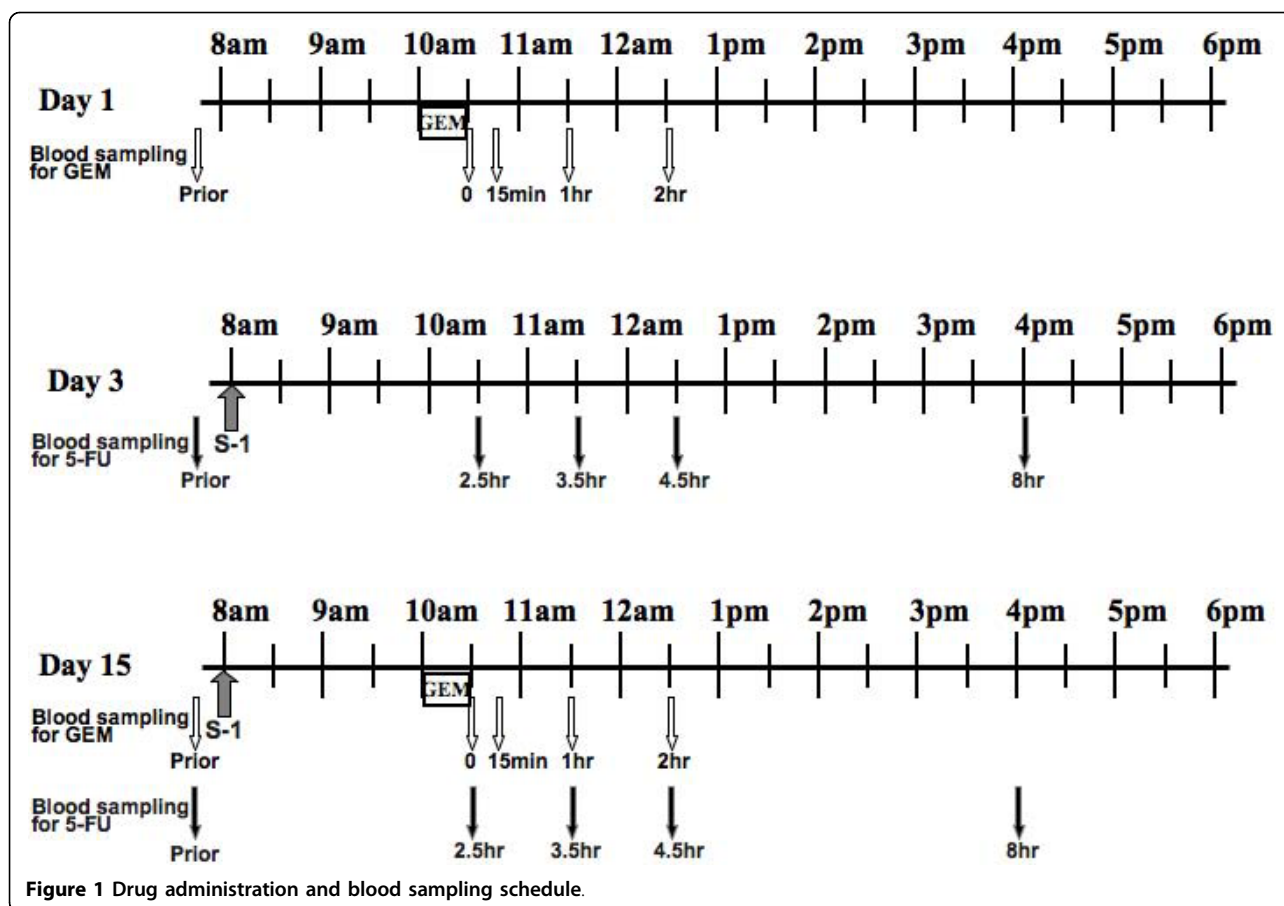 8am 9am 10am 11am 12am 1pm 2pm 3pm 4pm 5pm 6pm
Day 1
GEM
Blood sampling
for GEM
Prior 0 15min 1hr 2hr
8am 9am 10am 11am 12am 1pm 2pm 3pm 4pm 5pm 6pm
Day 3
Blood sampling
for 5-FU
S-1
Prior 2.5hr 3.5hr 4.5hr 8hr
8am 9am 10am 11am 12am 1pm 2pm 3pm 4pm 5pm 6pm
Day 15
GEM
Blood sampling
for GEM
S-1
Prior 0 15min 1hr 2hr
Blood sampling
for 5-FU
Prior 2.5hr 3.5hr 4.5hr 8hr
Figure 1 Drug administration and blood sampling schedule.